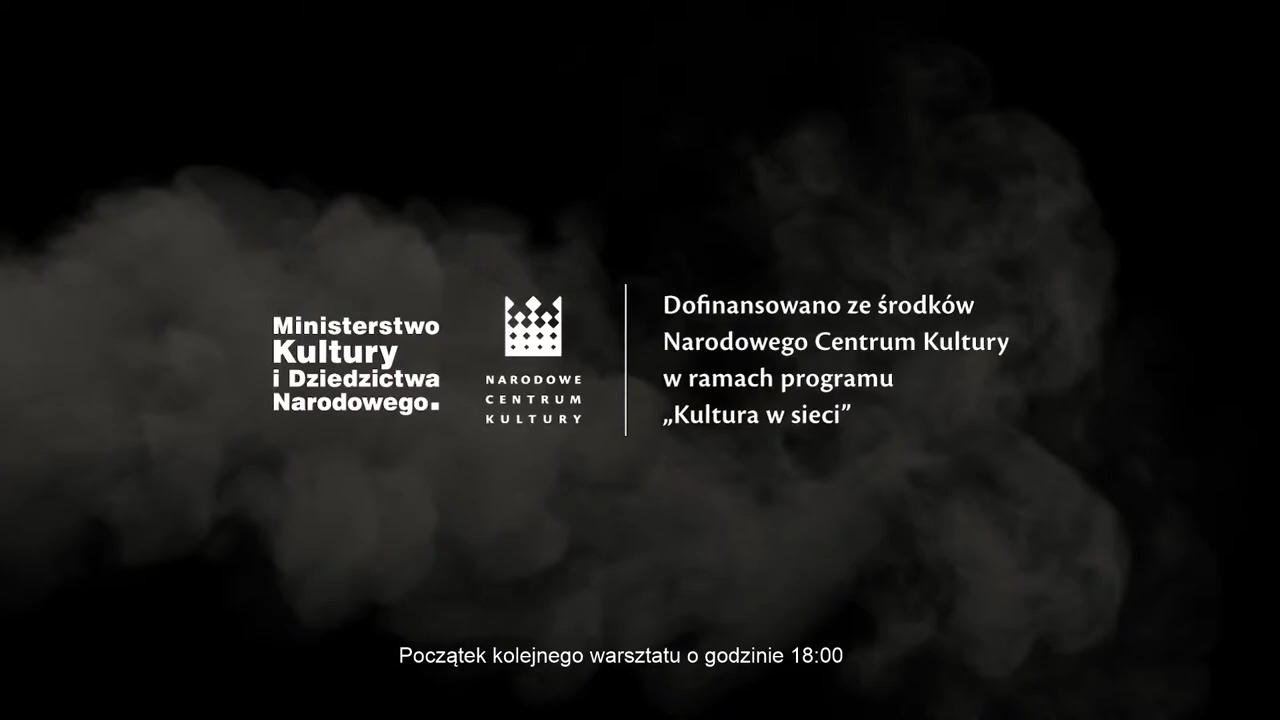 Ministerstwo
Kultury
i Dziedzictwa
Narodowego.
NARODOWE
CENTRUM
KULTURY
Dofinansowano ze środków
Narodowego Centrum Kultury
w ramach programu
„Kultura w sieci”
Początek kolejnego warsztatu o godzinie 18:00